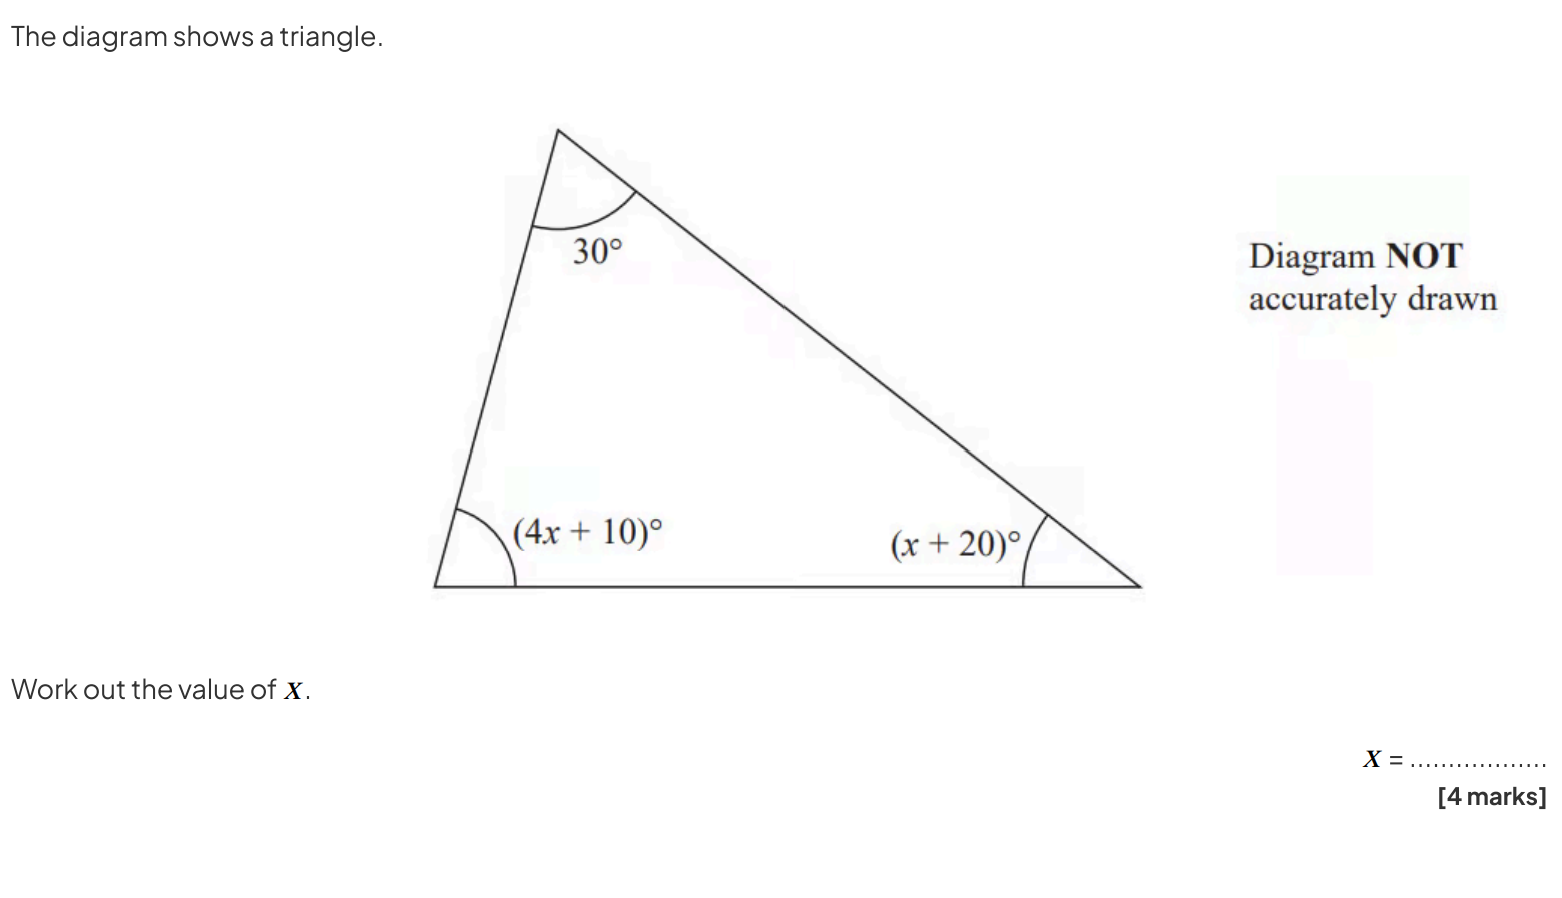 The diagram shows a triangle.
30°
Diagram NOT
accurately drawn
(4x + 10)°
(x + 20)°
Work out the value of x.
x = ..................
[4 marks]